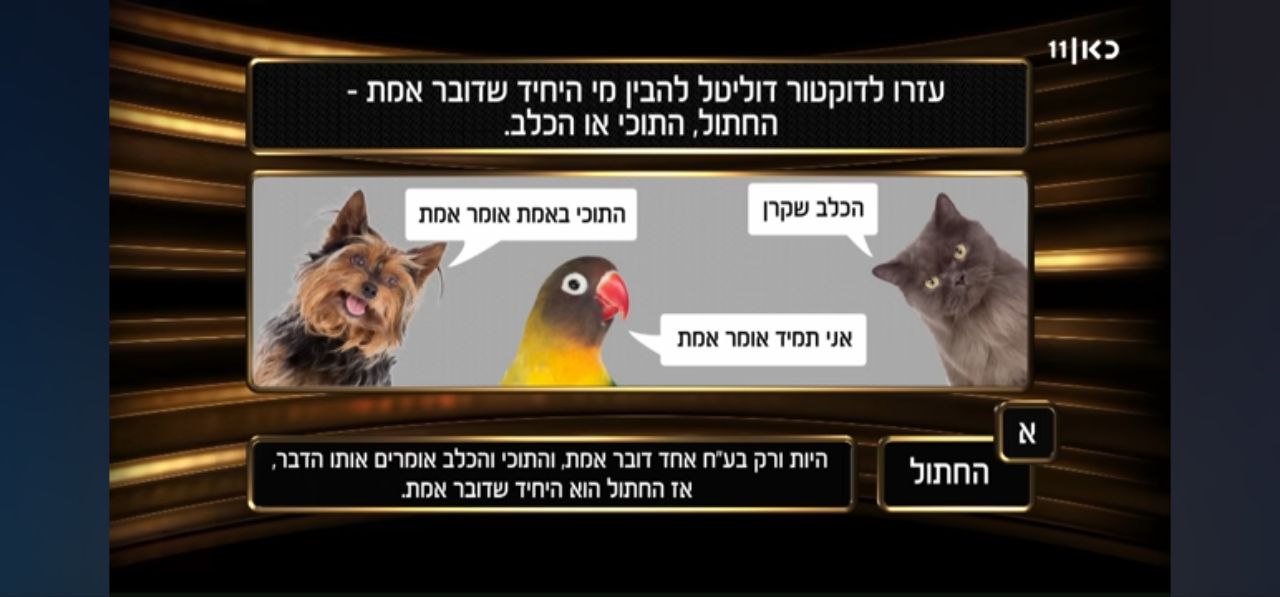 כאן|11
עזרו לדוקטור דוליטל להבין מי היחיד שדובר אמת -
החתול, התוכי או הכלב.
הכלב שקרן
התוכי באמת אומר אמת
אני תמיד אומר אמת
א
החתול
היות ורק בע"ח אחד דובר אמת, והתוכי והכלב אומרים אותו הדבר,
אז החתול הוא היחיד שדובר אמת.